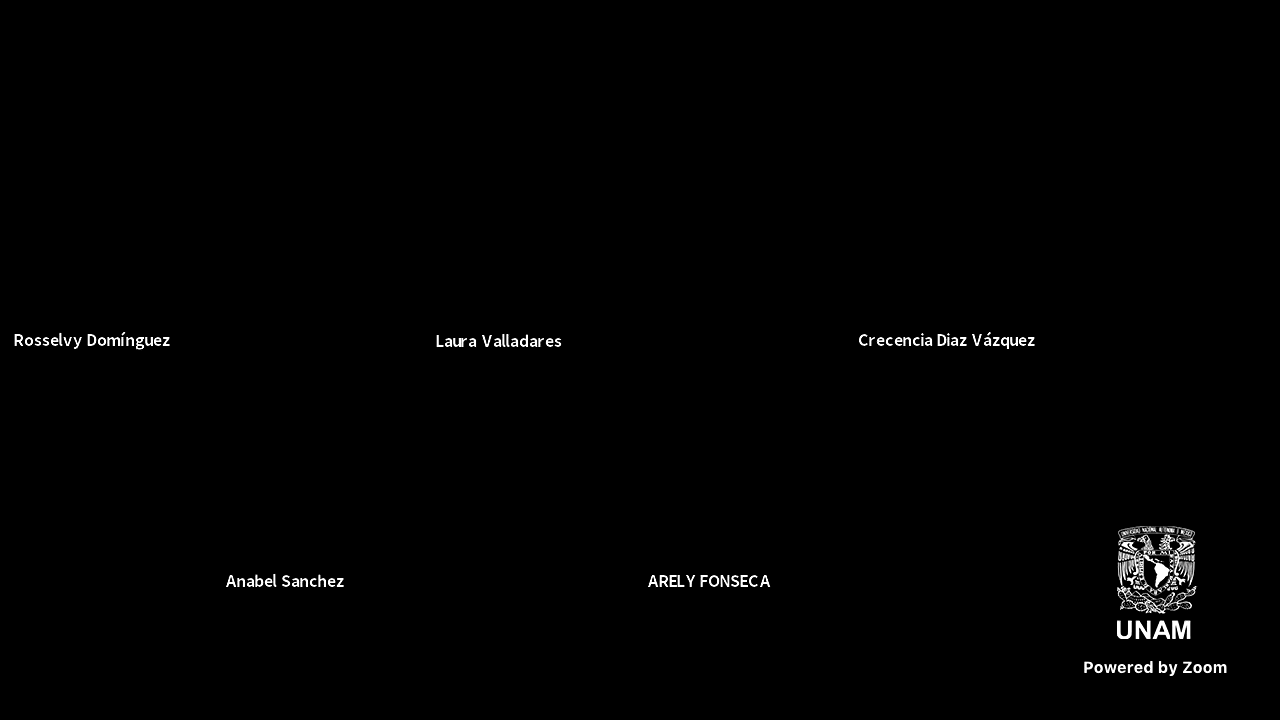 Rosselvy Domínguez
Laura Valladares
Crecencia Diaz Vázquez
Anabel Sanchez
ARELY FONSECA
UNAM
Powered by Zoom